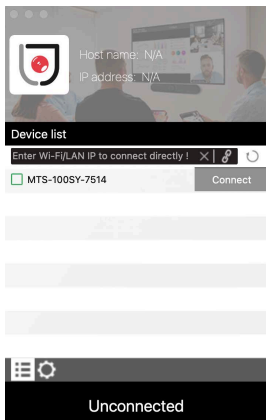 Host name: N/A
IP address: N/A
Device list
Enter Wi-Fi/LAN IP to connect directly !
MTS-100SY-7514 Connect
Unconnected